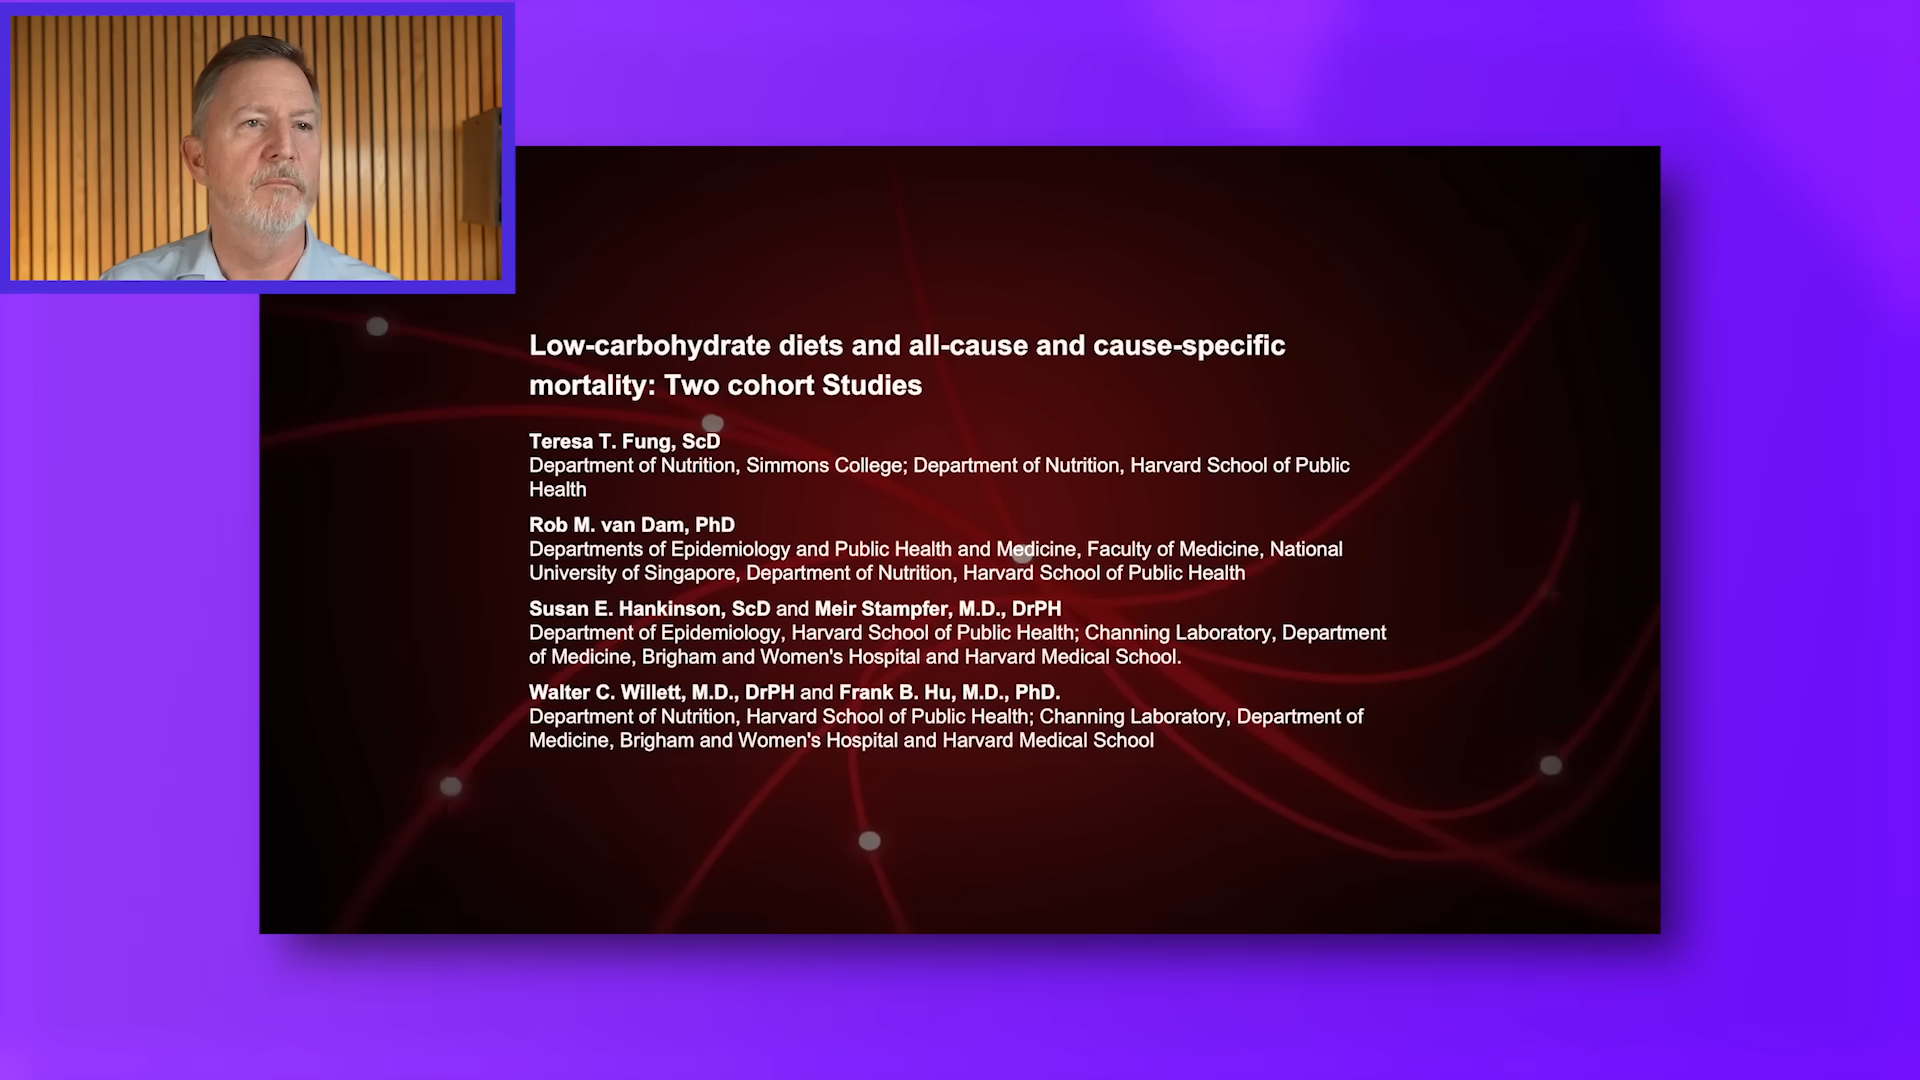 Low-carbohydrate diets and all-cause and cause-specific
mortality: Two cohort Studies
Teresa T. Fung, ScD
Department of Nutrition, Simmons College; Department of Nutrition, Harvard School of Public
Health
Rob M. van Dam, PhD
Departments of Epidemiology and Public Health and Medicine, Faculty of Medicine, National
University of Singapore, Department of Nutrition, Harvard School of Public Health
Susan E. Hankinson, ScD and Meir Stampfer, M.D., DrPH
Department of Epidemiology, Harvard School of Public Health; Channing Laboratory, Department
of Medicine, Brigham and Women's Hospital and Harvard Medical School.
Walter C. Willett, M.D., DrPH and Frank B. Hu, M.D., PhD.
Department of Nutrition, Harvard School of Public Health; Channing Laboratory, Department of
Medicine, Brigham and Women's Hospital and Harvard Medical School